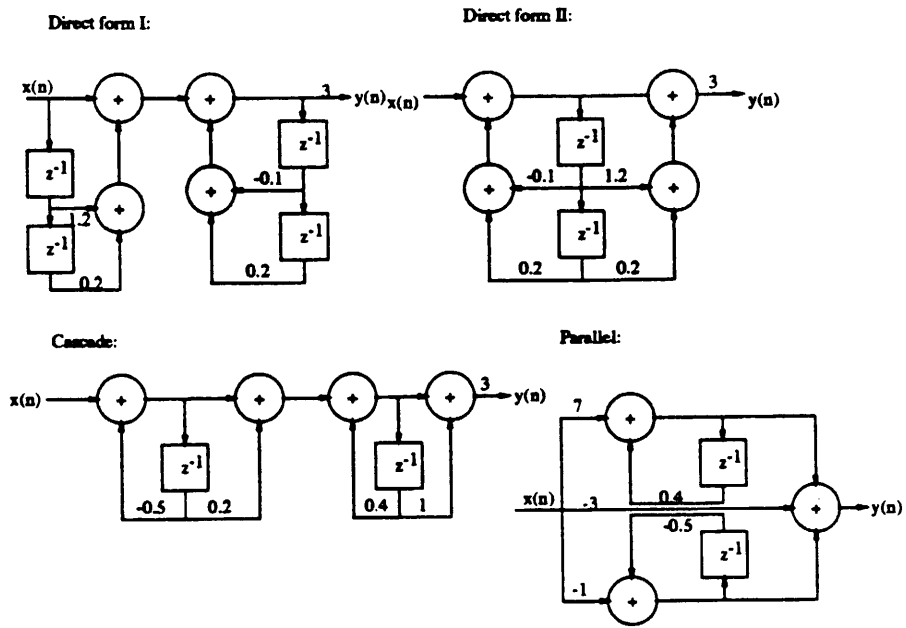 Direct form I:
x(n)
+
+
3
y(n)
z-1
z-1
-0.1
z-1
+
+
1.2
z-1
0.2
0.2
Direct form II:
x(n)
+
+
3
y(n)
z-1
+
-0.1
1.2
+
z-1
0.2
0.2
Cascade:
x(n)
+
+
+
+
3
y(n)
z-1
z-1
-0.5
0.2
0.4
1
Parallel:
7
+
z-1
0.4
x(n)
-3
+
y(n)
-0.5
z-1
-1
+